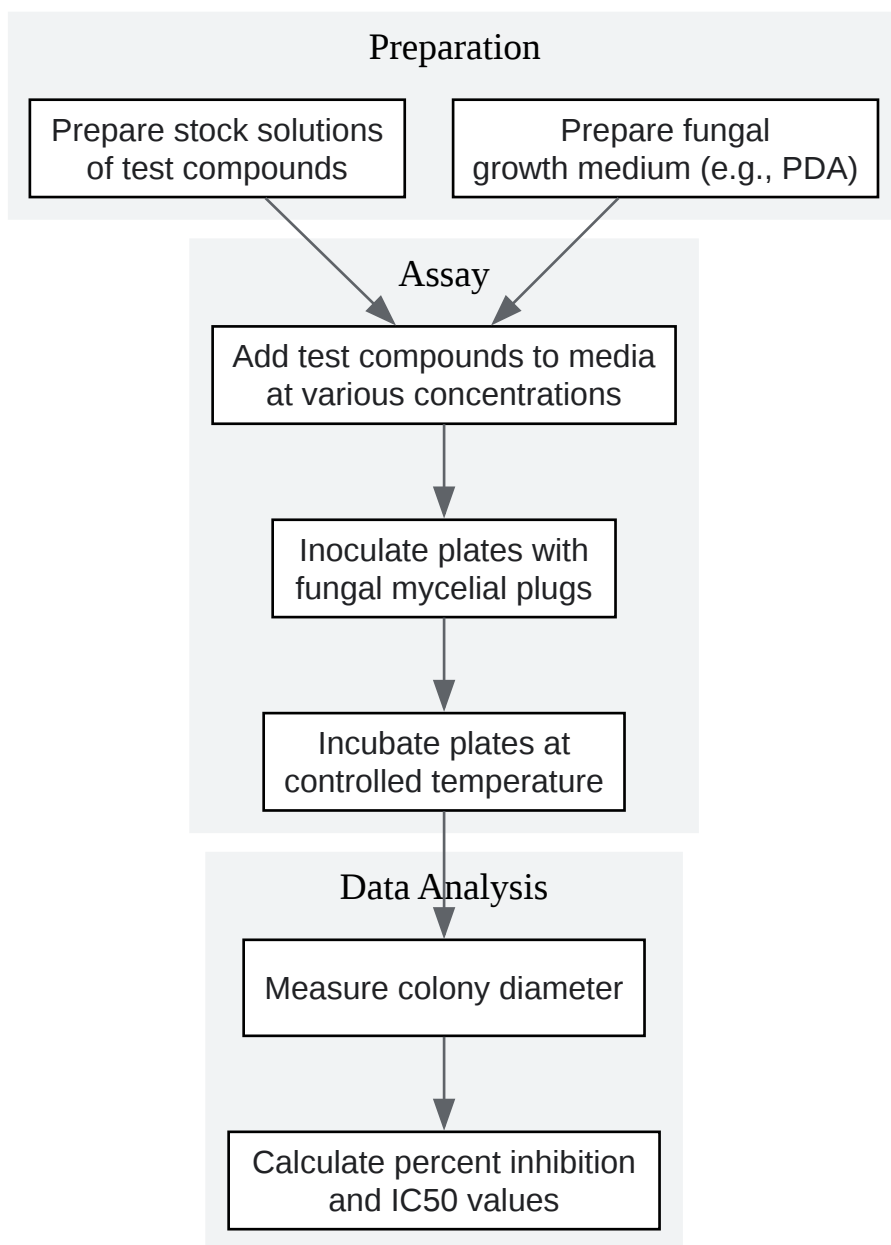 Preparation
Prepare stock solutions
of test compounds
Prepare fungal
growth medium (e.g., PDA)
Assay
Add test compounds to media
at various concentrations
Inoculate plates with
fungal mycelial plugs
Incubate plates at
controlled temperature
Data Analysis
Measure colony diameter
Calculate percent inhibition
and IC50 values